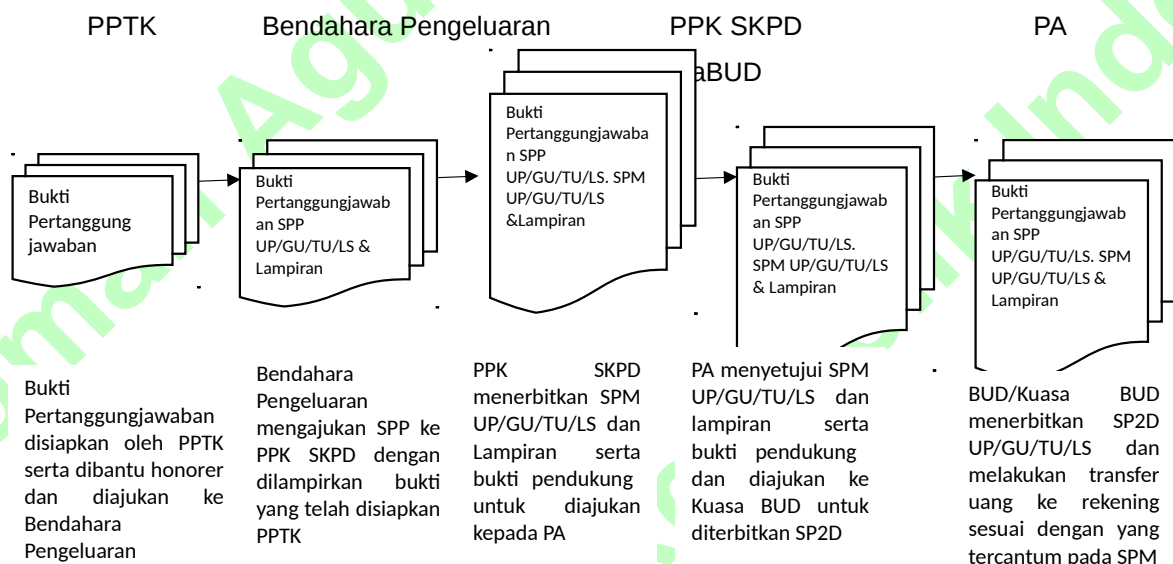 PPTK
Bendahara Pengeluaran
PPK SKPD
PA
aBUD
Bukti
Pertanggung
jawaban
Bukti
Pertanggungjawab
an SPP
UP/GU/TU/LS &
Lampiran
Bukti
Pertanggungjawaba
n SPP
UP/GU/TU/LS. SPM
UP/GU/TU/LS
&Lampiran
Bukti
Pertanggungjawab
an SPP
UP/GU/TU/LS.
SPM UP/GU/TU/LS
& Lampiran
Bukti
Pertanggungjawab
an SPP
UP/GU/TU/LS. SPM
UP/GU/TU/LS &
Lampiran
Bukti
Pertanggungjawaban
disiapkan oleh PPTK
serta dibantu honorer
dan diajukan ke
Bendahara
Pengeluaran
Bendahara
Pengeluaran
mengajukan SPP ke
PPK SKPD dengan
dilampirkan bukti
yang telah disiapkan
PPTK
PPK SKPD
menerbitkan SPM
UP/GU/TU/LS dan
Lampiran serta
bukti pendukung
untuk diajukan
kepada PA
PA menyetujui SPM
UP/GU/TU/LS dan
lampiran serta
bukti pendukung
dan diajukan ke
Kuasa BUD untuk
diterbitkan SP2D
BUD/Kuasa BUD
menerbitkan SP2D
UP/GU/TU/LS dan
melakukan transfer
uang ke rekening
sesuai dengan yang
tercantum pada SPM